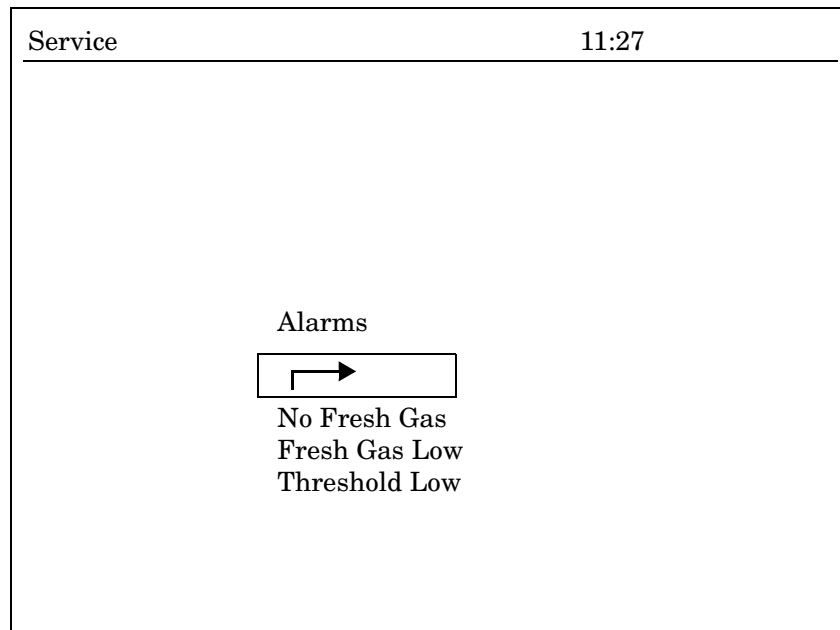 Service 11:27
Alarms
No Fresh Gas
Fresh Gas Low
Threshold Low